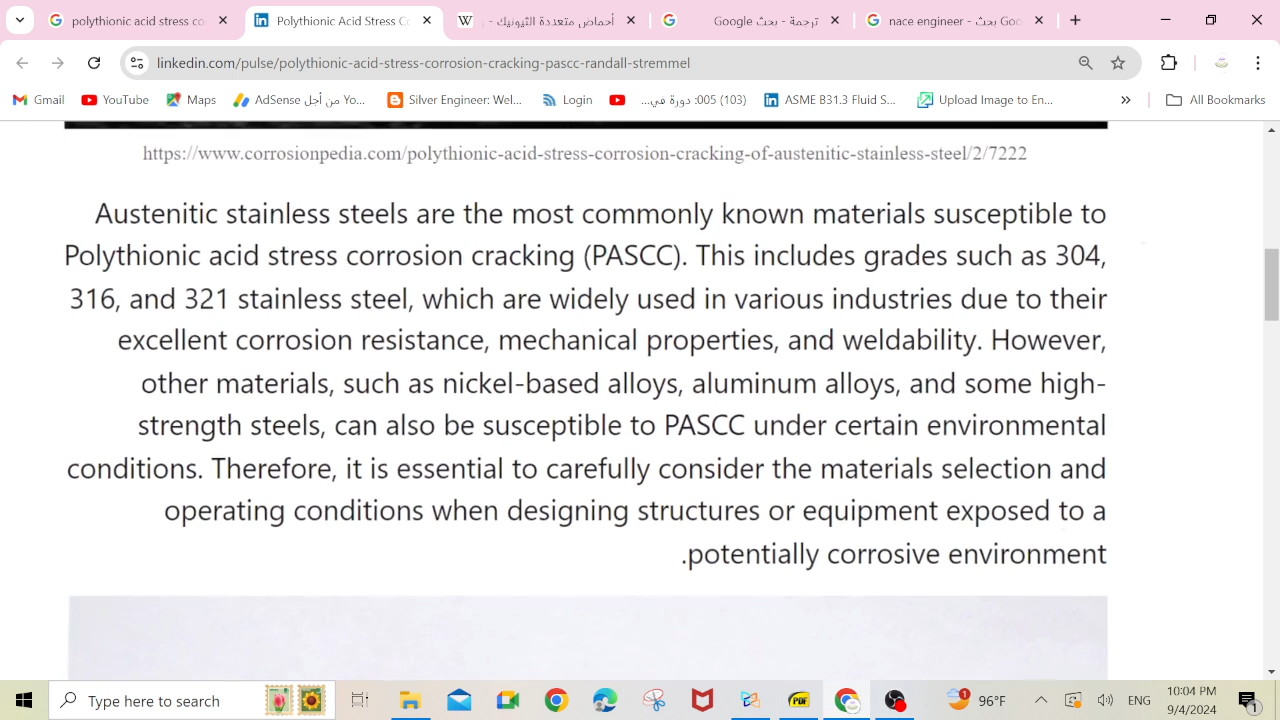 polythionic acid stress co
Polythionic Acid Stress Co
أحماض متعددة الثيونيك -
ترجمة - بحث Google
nace engineer - بحث Goo
linkedin.com/pulse/polythionic-acid-stress-corrosn-cracking-pascc-randall-stremmel
Gmail
YouTube
Maps
AdSense من أجل Yo...
Silver Engineer: Wel...
Login
(103) 005: دورة في...
ASME B31.3 Fluid S...
Upload Image to En...
All Bookmarks
https://www.corrosionpedia.com/polythionic-acid-stress-corrosion-cracking-of-austenitic-stainless-steel/2/7222
Austenitic stainless steels are the most commonly known materials susceptible to
Polythionic acid stress corrosion cracking (PASCC). This includes grades such as 304,
316, and 321 stainless steel, which are widely used in various industries due to their
excellent corrosion resistance, mechanical properties, and weldability. However,
other materials, such as nickel-based alloys, aluminum alloys, and some high-
strength steels, can also be susceptible to PASCC under certain environmental
conditions. Therefore, it is essential to carefully consider the materials selection and
operating conditions when designing structures or equipment exposed to a
.potentially corrosive environment
Type here to search
96°F
ENG
10:04 PM
9/4/2024